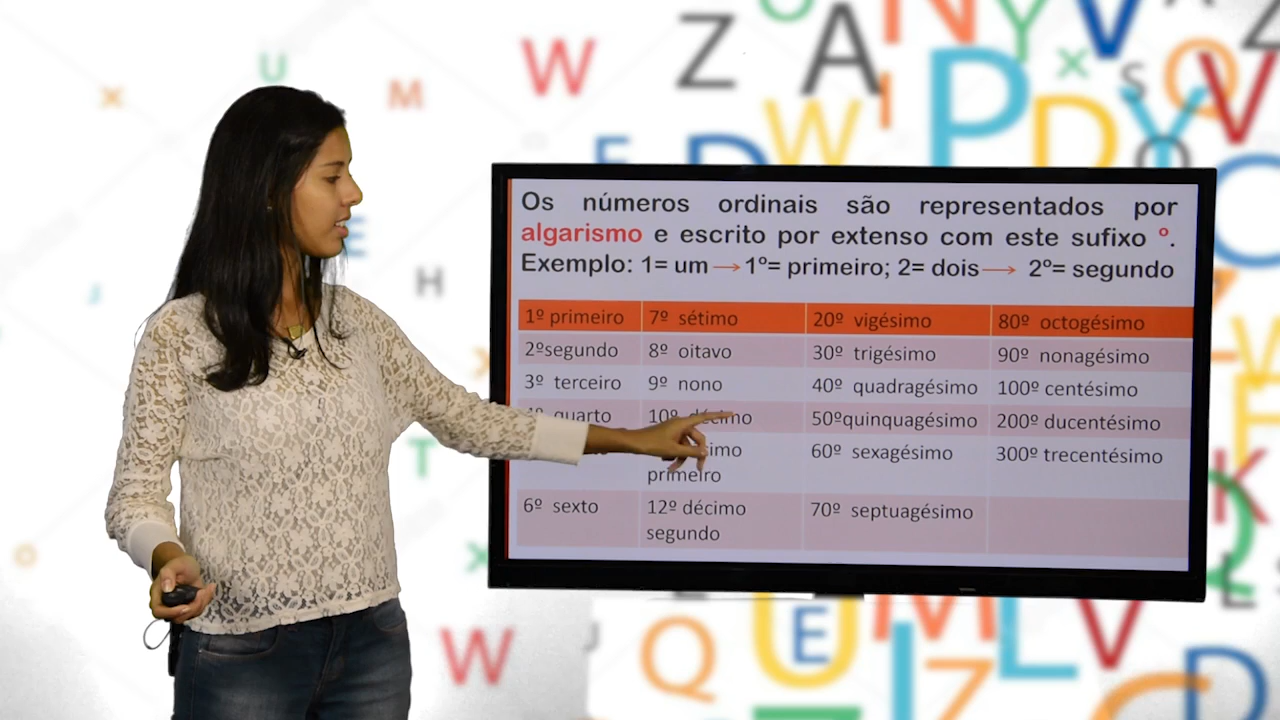 Os números ordinais são representados por
algarismo e escrito por extenso com este sufixo º.
Exemplo: 1= um→1º= primeiro; 2= dois→ 2º= segundo
1º primeiro 7º sétimo 20º vigésimo 80º octogésimo
2ºsegundo 8º oitavo 30º trigésimo 90º nonagésimo
3º terceiro 9º nono 40º quadragésimo 100º centésimo
quarto 10º 50ºquinquagésimo 200º ducentésimo
60º sexagésimo 300º trecentésimo
primeiro
6º sexto 12º décimo 70º septuagésimo
segundo